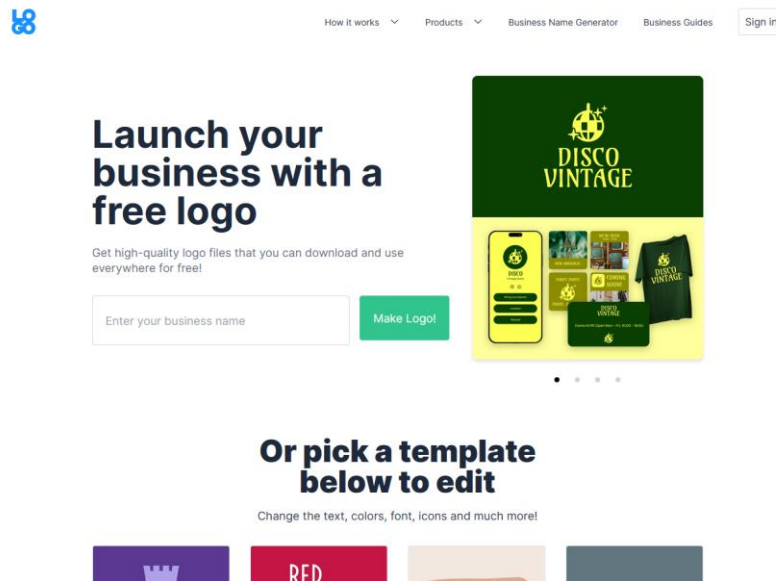 LO
GO
How it works
Products
Business Name Generator
Business Guides
Sign in
Launch your
business with a
free logo
Get high-quality logo files that you can download and use
everywhere for free!
Enter your business name
Make Logo!
DISCO
VINTAGE
DISCO
COMING
SOON!
DISCO
VINTAGE
DISCO
VINTAGE
Or pick a template
below to edit
Change the text, colors, font, icons and much more!
RED